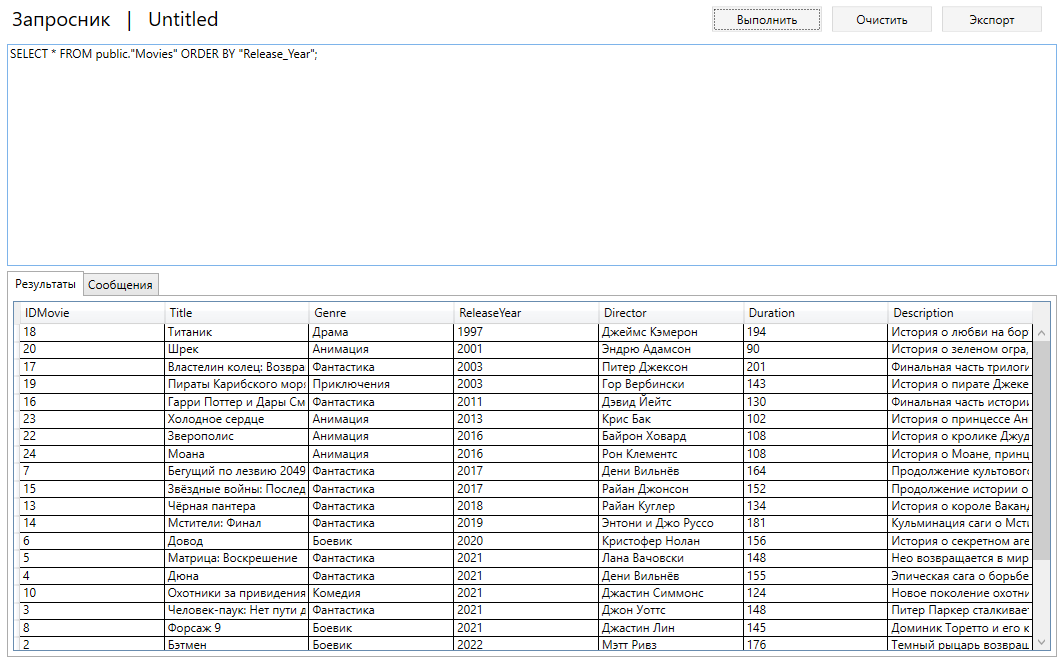 Запросник | Untitled Выполнить Очистить Экспорт
SELECT * FROM public."Movies" ORDER BY "Release_Year";
Результаты Сообщения
IDMovie Title Genre ReleaseYear Director Duration Description
18 Титаник Драма 1997 Джеймс Кэмерон 194 История о любви на бор
20 Шрек Анимация 2001 Эндрю Адамсон 90 История о зеленом огра,
17 Властелин колец: Возвра Фантастика 2003 Питер Джексон 201 Финальная часть трилоги
19 Пираты Карибского моря Приключения 2003 Гор Вербински 143 История о пирате Джеке
16 Гарри Поттер и Дары См Фантастика 2011 Дэвид Йейтс 130 Финальная часть истории
23 Холодное сердце Анимация 2013 Крис Бак 102 История о принцессе Ан
22 Зверополис Анимация 2016 Байрон Ховард 108 История о кролике Джуд
24 Моана Анимация 2016 Рон Клементс 108 История о Моане, принц
7 Бегущий по лезвию 2049 Фантастика 2017 Дени Вильнёв 164 Продолжение культового
15 Звёздные войны: Послед Фантастика 2017 Райан Джонсон 152 Продолжение истории о
13 Чёрная пантера Фантастика 2018 Райан Куглер 134 История о короле Ваканд
14 Мстители: Финал Фантастика 2019 Энтони и Джо Руссо 181 Кульминация саги о Мсти
6 Довод Боевик 2020 Кристофер Нолан 156 История о секретном аге
5 Матрица: Воскрешение Фантастика 2021 Лана Вачовски 148 Нео возвращается в мир
4 Дюна Фантастика 2021 Дени Вильнёв 155 Эпическая сага о борьбе
10 Охотники за привидения Комедия 2021 Джастин Симмонс 124 Новое поколение охотни
3 Человек-паук: Нет пути д Фантастика 2021 Джон Уоттс 148 Питер Паркер сталкивает
8 Форсаж 9 Боевик 2021 Джастин Лин 145 Доминик Торетто и его к
2 Бэтмен Боевик 2022 Мэтт Ривз 176 Темный рыцарь возвращ